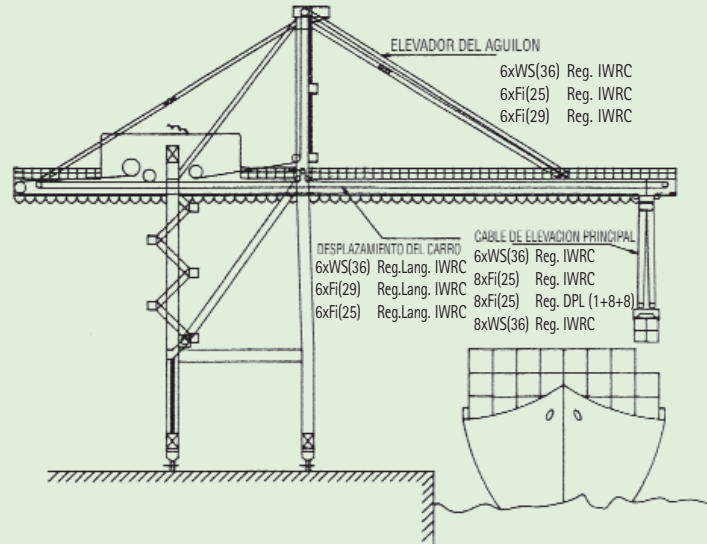 ELEVADOR DEL AGUILON
6xWS(36) Reg. IWRC
6xFi(25) Reg. IWRC
6xFi(29) Reg. IWRC
DESPLAZAMIENTO DEL CARRO
6xWS(36) Reg.Lang. IWRC
6xFi(29) Reg.Lang. IWRC
6xFi(25) Reg.Lang. IWRC
CABLE DE ELEVACION PRINCIPAL
6xWS(36) Reg. IWRC
8xFi(25) Reg. IWRC
8xFi(25) Reg. DPL (1+8+8)
8xWS(36) Reg. IWRC